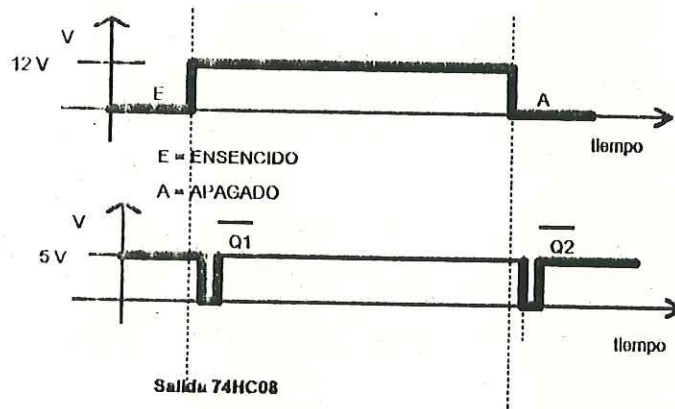 V
12 V
E
A
tiempo
E = ENSENCIDO
A = APAGADO
V
Q1
Q2
5 V
tiempo
Salida 74HC08